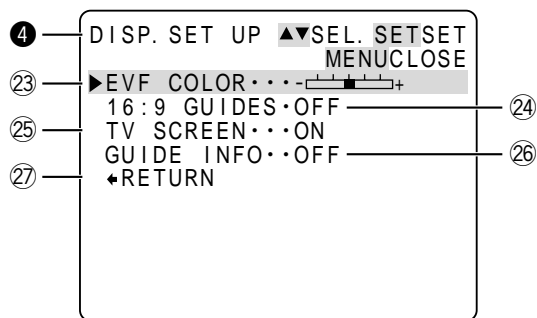 ❹ DISP. SET UP ▲▼SEL. SETSET
MENUCLOSE
㉓ ▶EVF COLOR···-+
16:9 GUIDES·OFF ㉔
㉕ TV SCREEN···ON
GUIDE INFO··OFF ㉖
㉗ RETURN